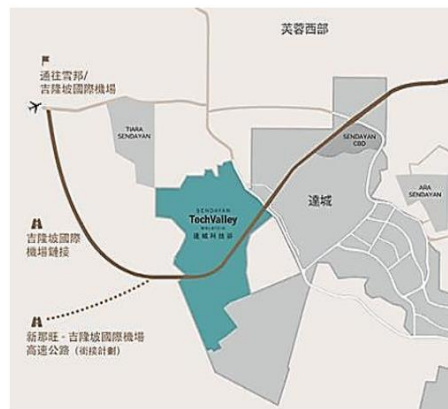 芙蓉西部
通往雪邦/
吉隆坡國際機場
TIARA
SENDAYAN
SENDAYAN
CBD
ARA
SENDAYAN
SENDAYAN
TechValley
MALAYSIA
達城科技谷
達城
吉隆坡國際
機場鏈接
新那旺 - 吉隆坡國際機場
高速公路 (銜接計劃)